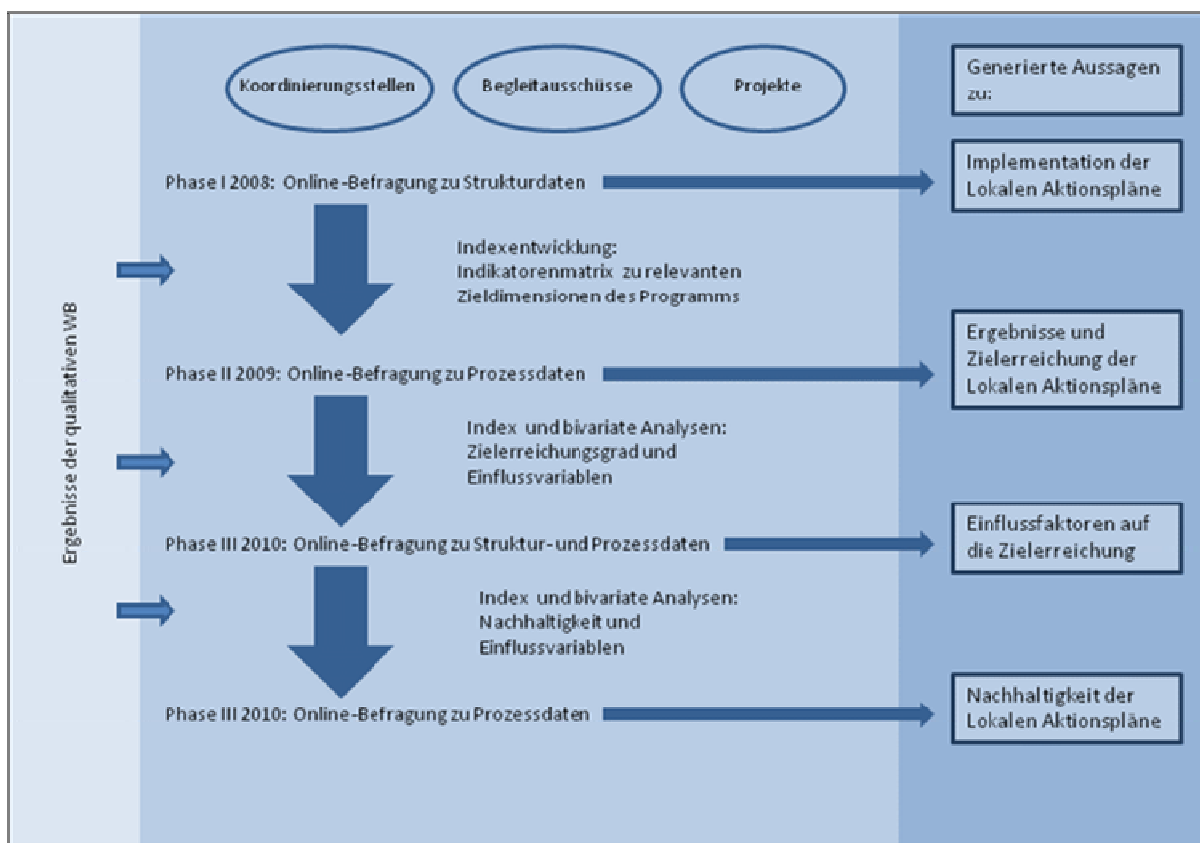 Koordinierungsstellen
Begleitausschüsse
Projekte
Generierte Aussagen
zu:
Phase I 2008: Online-Befragung zu Strukturdaten
Implementation der
Lokalen Aktionspläne
Indexentwicklung:
Indikatorenmatrix zu relevanten
Zieldimensionen des Programms
Ergebnisse der qualitativen WB
Phase II 2009: Online-Befragung zu Prozessdaten
Ergebnisse und
Zielerreichung der
Lokalen Aktionspläne
Index und bivariate Analysen:
Zielerreichungsgrad und
Einflussvariablen
Phase III 2010: Online-Befragung zu Struktur-und Prozessdaten
Einflussfaktoren auf
die Zielerreichung
Index und bivariate Analysen:
Nachhaltigkeit und
Einflussvariablen
Phase III 2010: Online-Befragung zu Prozessdaten
Nachhaltigkeit der
Lokalen Aktionspläne